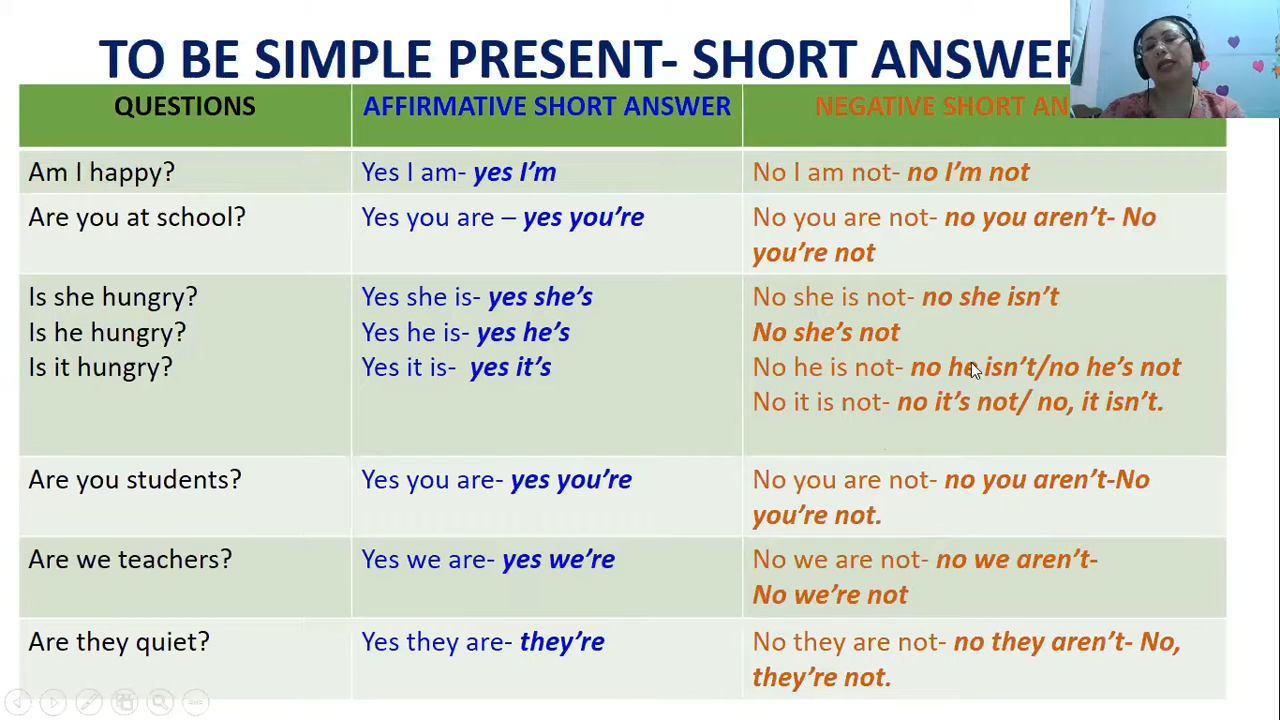 TO BE SIMPLE PRESENT- SHORT ANSWER
QUESTIONS
AFFIRMATIVE SHORT ANSWER
NEGATIVE SHORT AN
Am I happy?
Yes I am- yes I’m
No I am not- no I’m not
Are you at school?
Yes you are – yes you’re
No you are not- no you aren’t- No
you’re not
Is she hungry?
Is he hungry?
Is it hungry?
Yes she is- yes she’s
Yes he is- yes he’s
Yes it is- yes it’s
No she is not- no she isn’t
No she’s not
No he is not- no he isn’t/no he’s not
No it is not- no it’s not/ no, it isn’t.
Are you students?
Yes you are- yes you’re
No you are not- no you aren’t-No
you’re not.
Are we teachers?
Yes we are- yes we’re
No we are not- no we aren’t-
No we’re not
Are they quiet?
Yes they are- they’re
No they are not- no they aren’t- No,
they’re not.